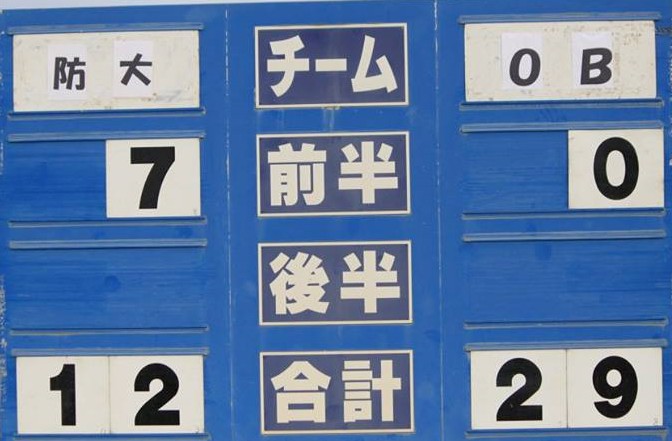 防大 チーム OB
7 前半 0
後半
12 合計 29